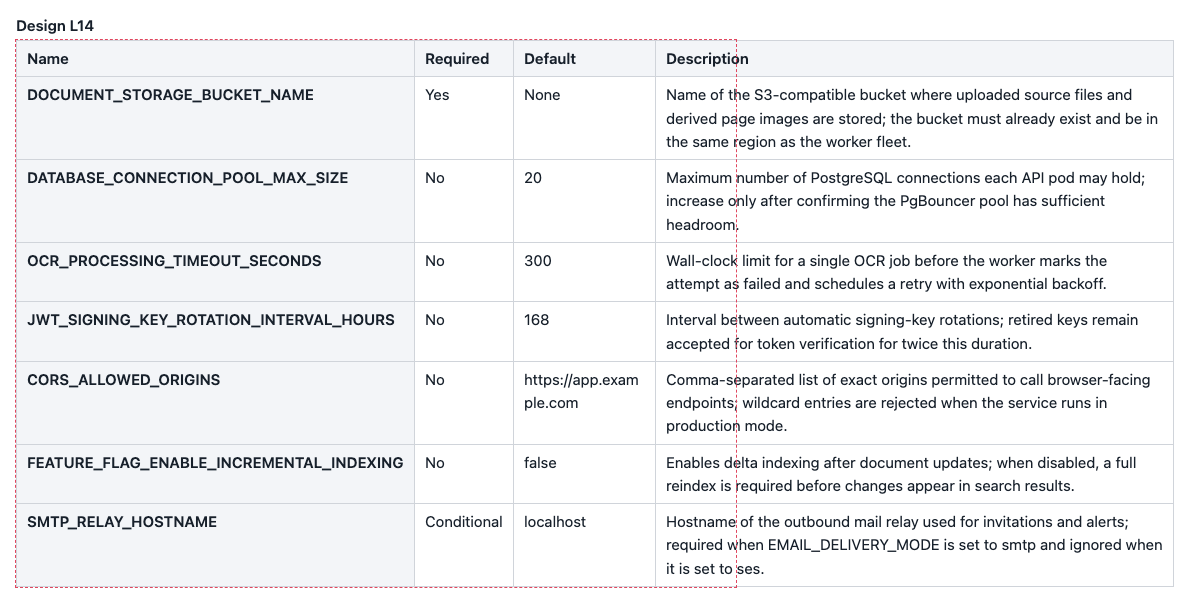 Design L14
Name Required Default Description
DOCUMENT_STORAGE_BUCKET_NAME Yes None Name of the S3-compatible bucket where uploaded source files and
derived page images are stored; the bucket must already exist and be in
the same region as the worker fleet.
DATABASE_CONNECTION_POOL_MAX_SIZE No 20 Maximum number of PostgreSQL connections each API pod may hold;
increase only after confirming the PgBouncer pool has sufficient
headroom.
OCR_PROCESSING_TIMEOUT_SECONDS No 300 Wall-clock limit for a single OCR job before the worker marks the
attempt as failed and schedules a retry with exponential backoff.
JWT_SIGNING_KEY_ROTATION_INTERVAL_HOURS No 168 Interval between automatic signing-key rotations; retired keys remain
accepted for token verification for twice this duration.
CORS_ALLOWED_ORIGINS No https://app.exam Comma-separated list of exact origins permitted to call browser-facing
ple.com endpoints; wildcard entries are rejected when the service runs in
production mode.
FEATURE_FLAG_ENABLE_INCREMENTAL_INDEXING No false Enables delta indexing after document updates; when disabled, a full
reindex is required before changes appear in search results.
SMTP_RELAY_HOSTNAME Conditional localhost Hostname of the outbound mail relay used for invitations and alerts;
required when EMAIL_DELIVERY_MODE is set to smtp and ignored when
it is set to ses.